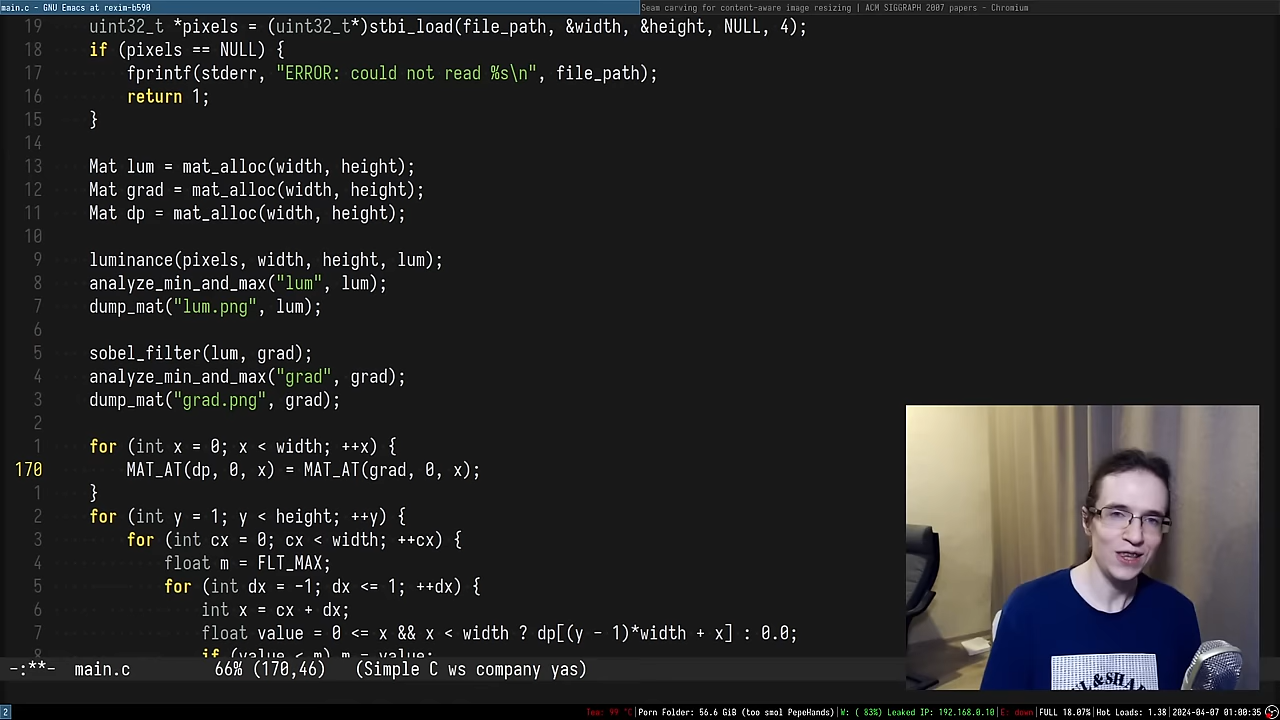 main.c - GNU Emacs at rexim-b590
Seam carving for content-aware image resizing | ACM SIGGRAPH 2007 papers - Chromium
19 uint32_t *pixels = (uint32_t*)stbi_load(file_path, &width, &height, NULL, 4);
18 if (pixels == NULL) {
17 fprintf(stderr, "ERROR: could not read %s\n", file_path);
16 return 1;
15 }
14
13 Mat lum = mat_alloc(width, height);
12 Mat grad = mat_alloc(width, height);
11 Mat dp = mat_alloc(width, height);
10
9 luminance(pixels, width, height, lum);
8 analyze_min_and_max("lum", lum);
7 dump_mat("lum.png", lum);
6
5 sobel_filter(lum, grad);
4 analyze_min_and_max("grad", grad);
3 dump_mat("grad.png", grad);
2
1 for (int x = 0; x < width; ++x) {
170 MAT_AT(dp, 0, x) = MAT_AT(grad, 0, x);
1 }
2 for (int y = 1; y < height; ++y) {
3 for (int cx = 0; cx < width; ++cx) {
4 float m = FLT_MAX;
5 for (int dx = -1; dx <= 1; ++dx) {
6 int x = cx + dx;
7 float value = 0 <= x && x < width ? dp[(y - 1)*width + x] : 0.0;
8 if (value < m) m = value;
-:**- main.c 66% (170,46) (Simple C ws company yas)
2
Tea: 99 °C|Porn Folder: 56.6 GiB (too smol PepeHands)|W: ( 83%) Leaked IP: 192.168.0.10|E: down|FULL 18.07%|Hot Loads: 1.38|2024-04-07 01:00:35